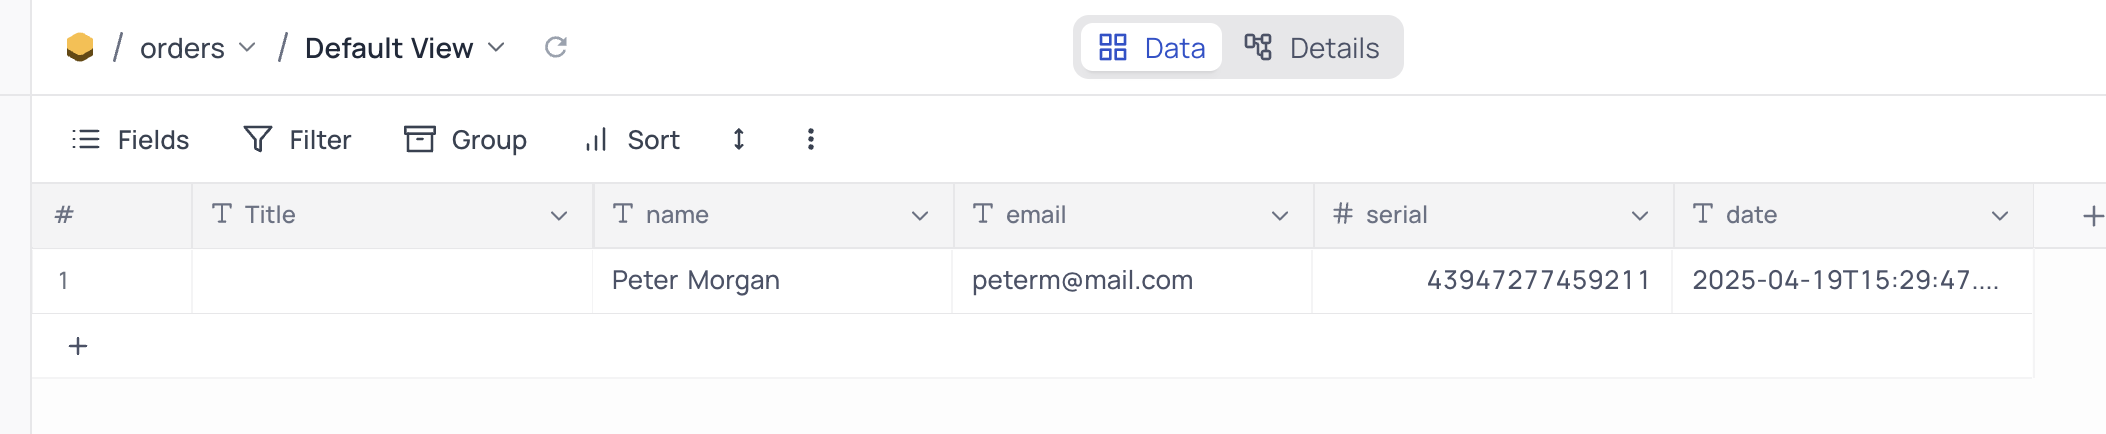 / orders / Default View
Data Details
Fields Filter Group Sort
# Title name email # serial date
1 Peter Morgan peterm@mail.com 43947277459211 2025-04-19T15:29:47....
+